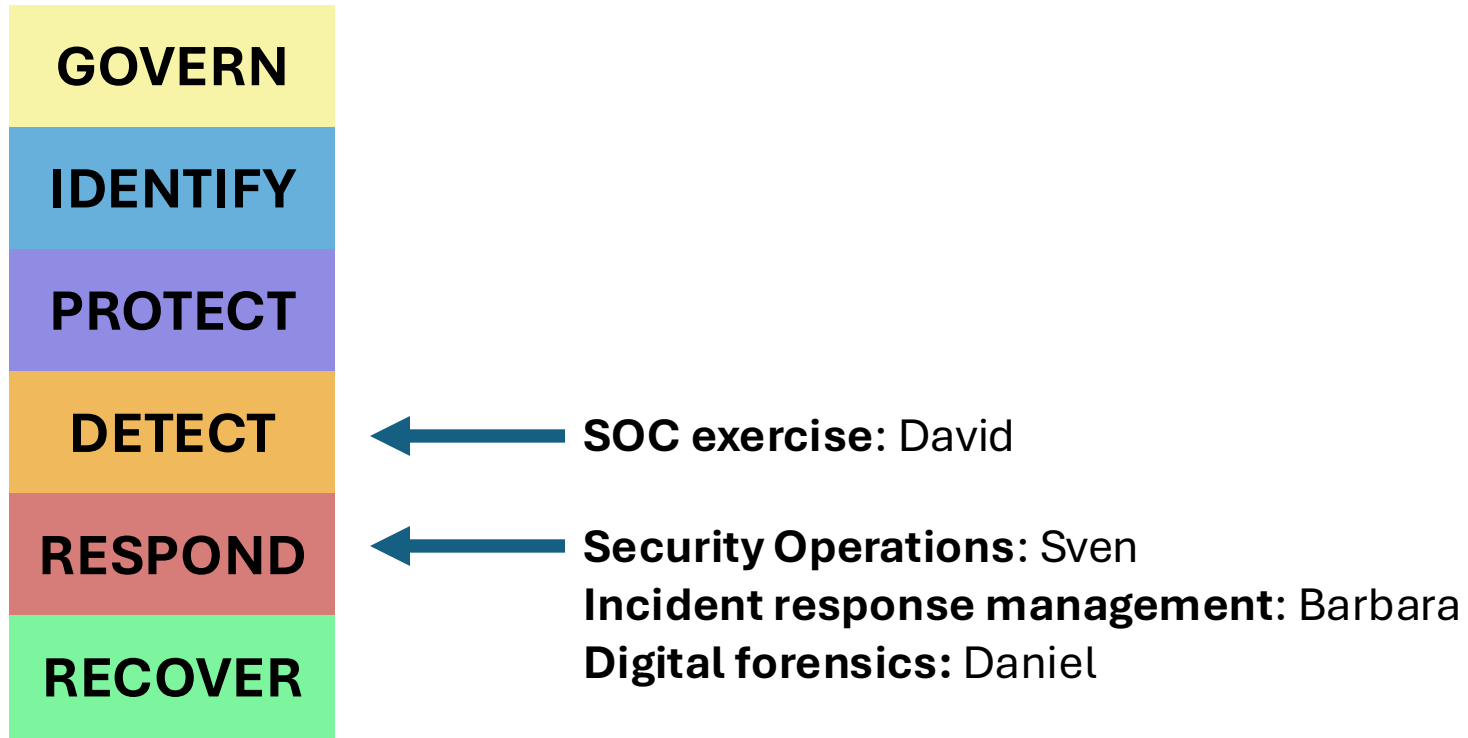 GOVERN
IDENTIFY
PROTECT
DETECT
SOC exercise: David
RESPOND
Security Operations: Sven
Incident response management: Barbara
Digital forensics: Daniel
RECOVER